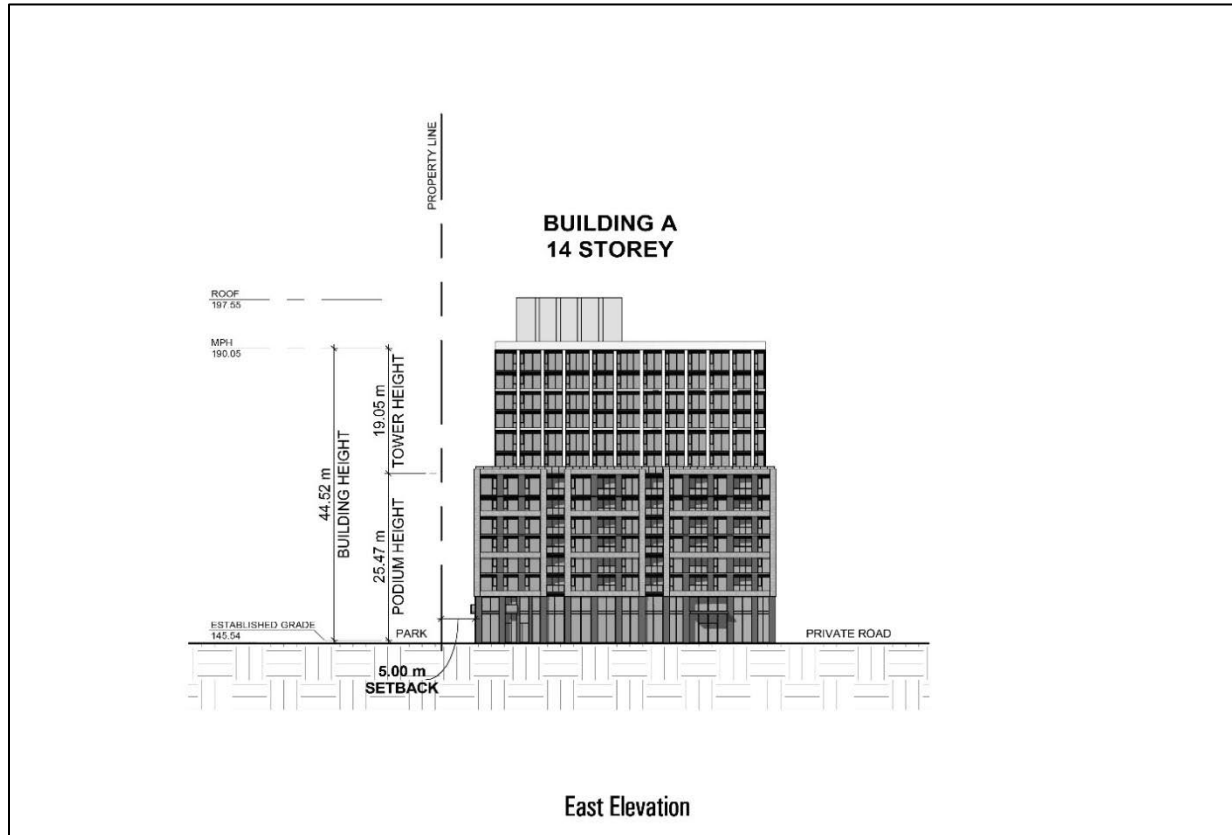 PROPERTY LINE
BUILDING A
14 STOREY
ROOF
197.55
MPH
190.05
19.05 m
TOWER HEIGHT
44.52 m
BUILDING HEIGHT
25.47 m
PODIUM HEIGHT
ESTABLISHED GRADE
145.54
PARK
PRIVATE ROAD
5.00 m
SETBACK
East Elevation